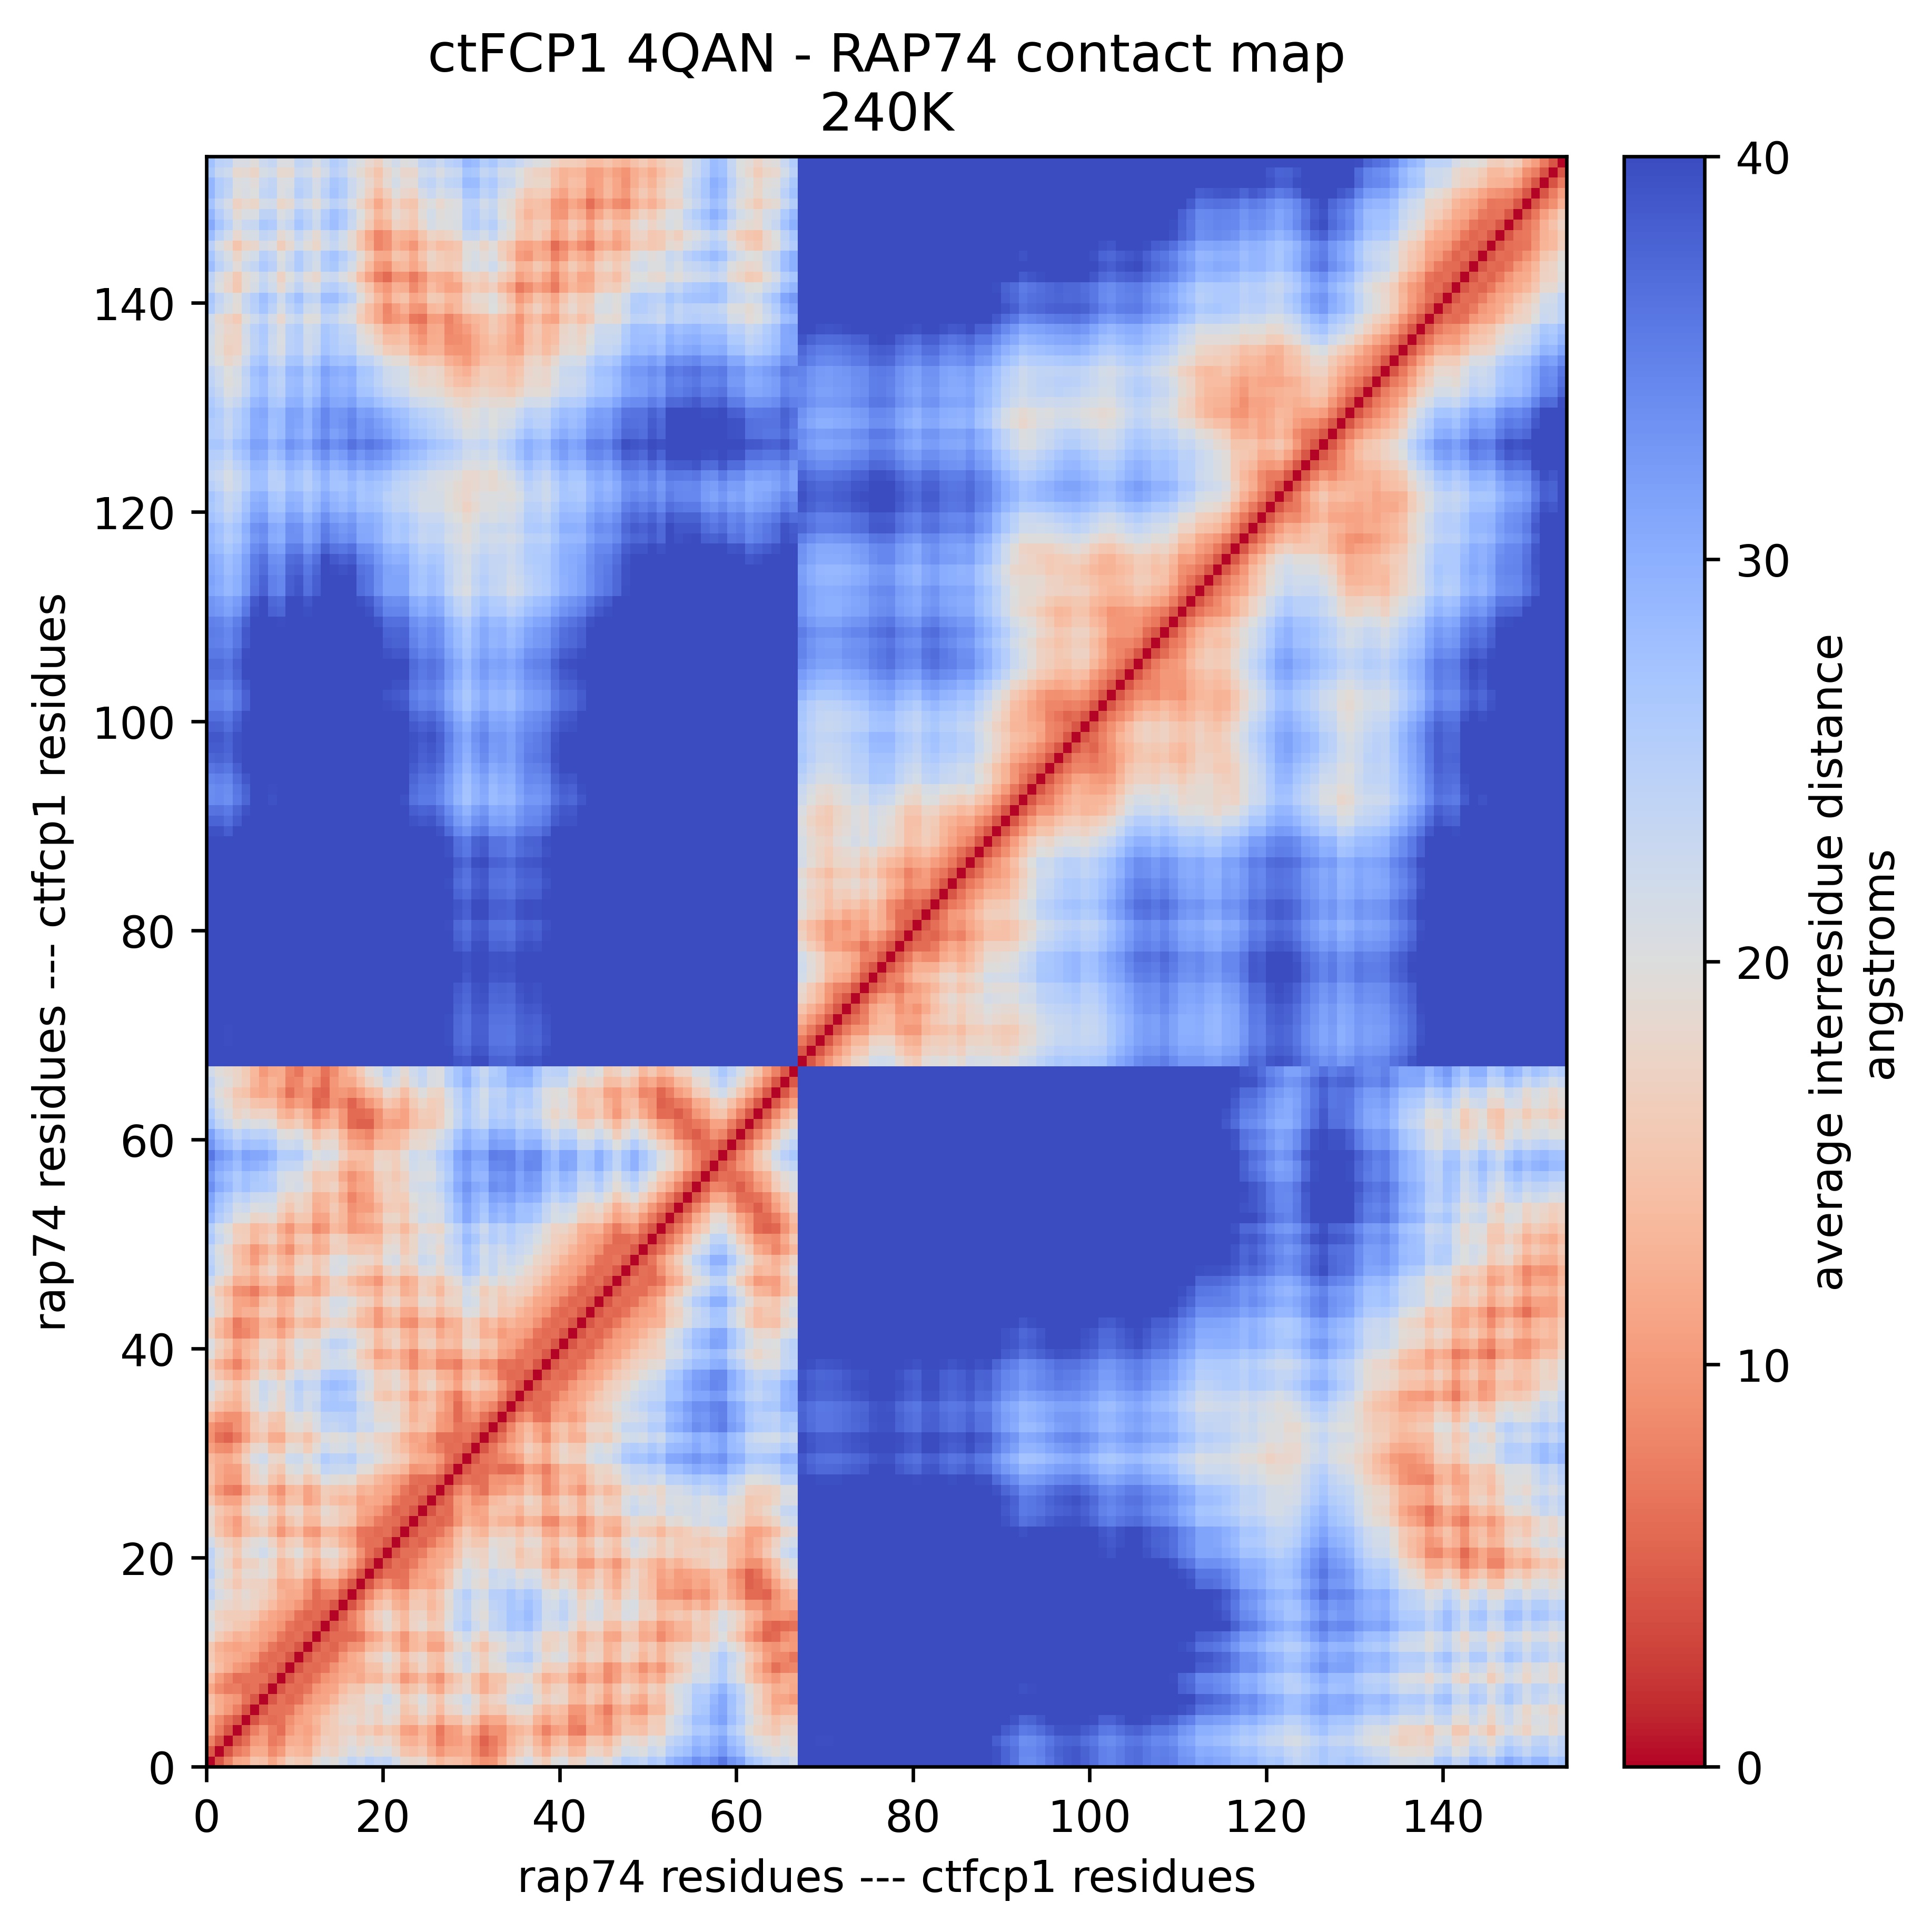 ctFCP1 4QAN - RAP74 contact map
240K
rap74 residues --- ctfcp1 residues
140
120
100
80
60
40
20
0
0 20 40 60 80 100 120 140
rap74 residues --- ctfcp1 residues
40
30
20
10
0
average interresidue distance
angstroms